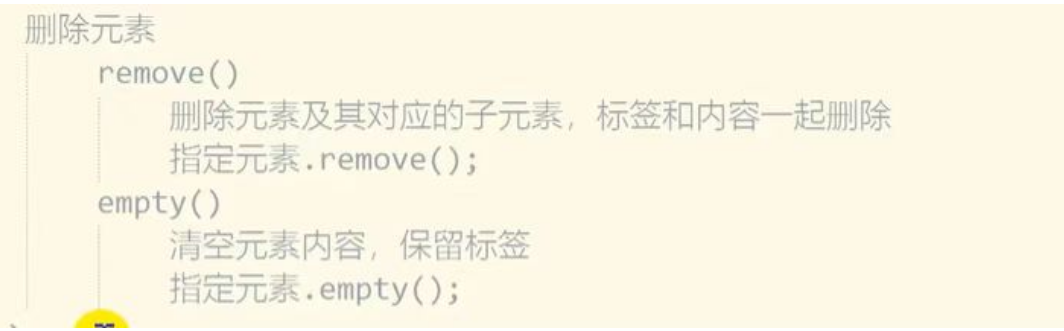 删除元素
remove()
删除元素及其对应的子元素，标签和内容一起删除
指定元素.remove();
empty()
清空元素内容，保留标签
指定元素.empty();